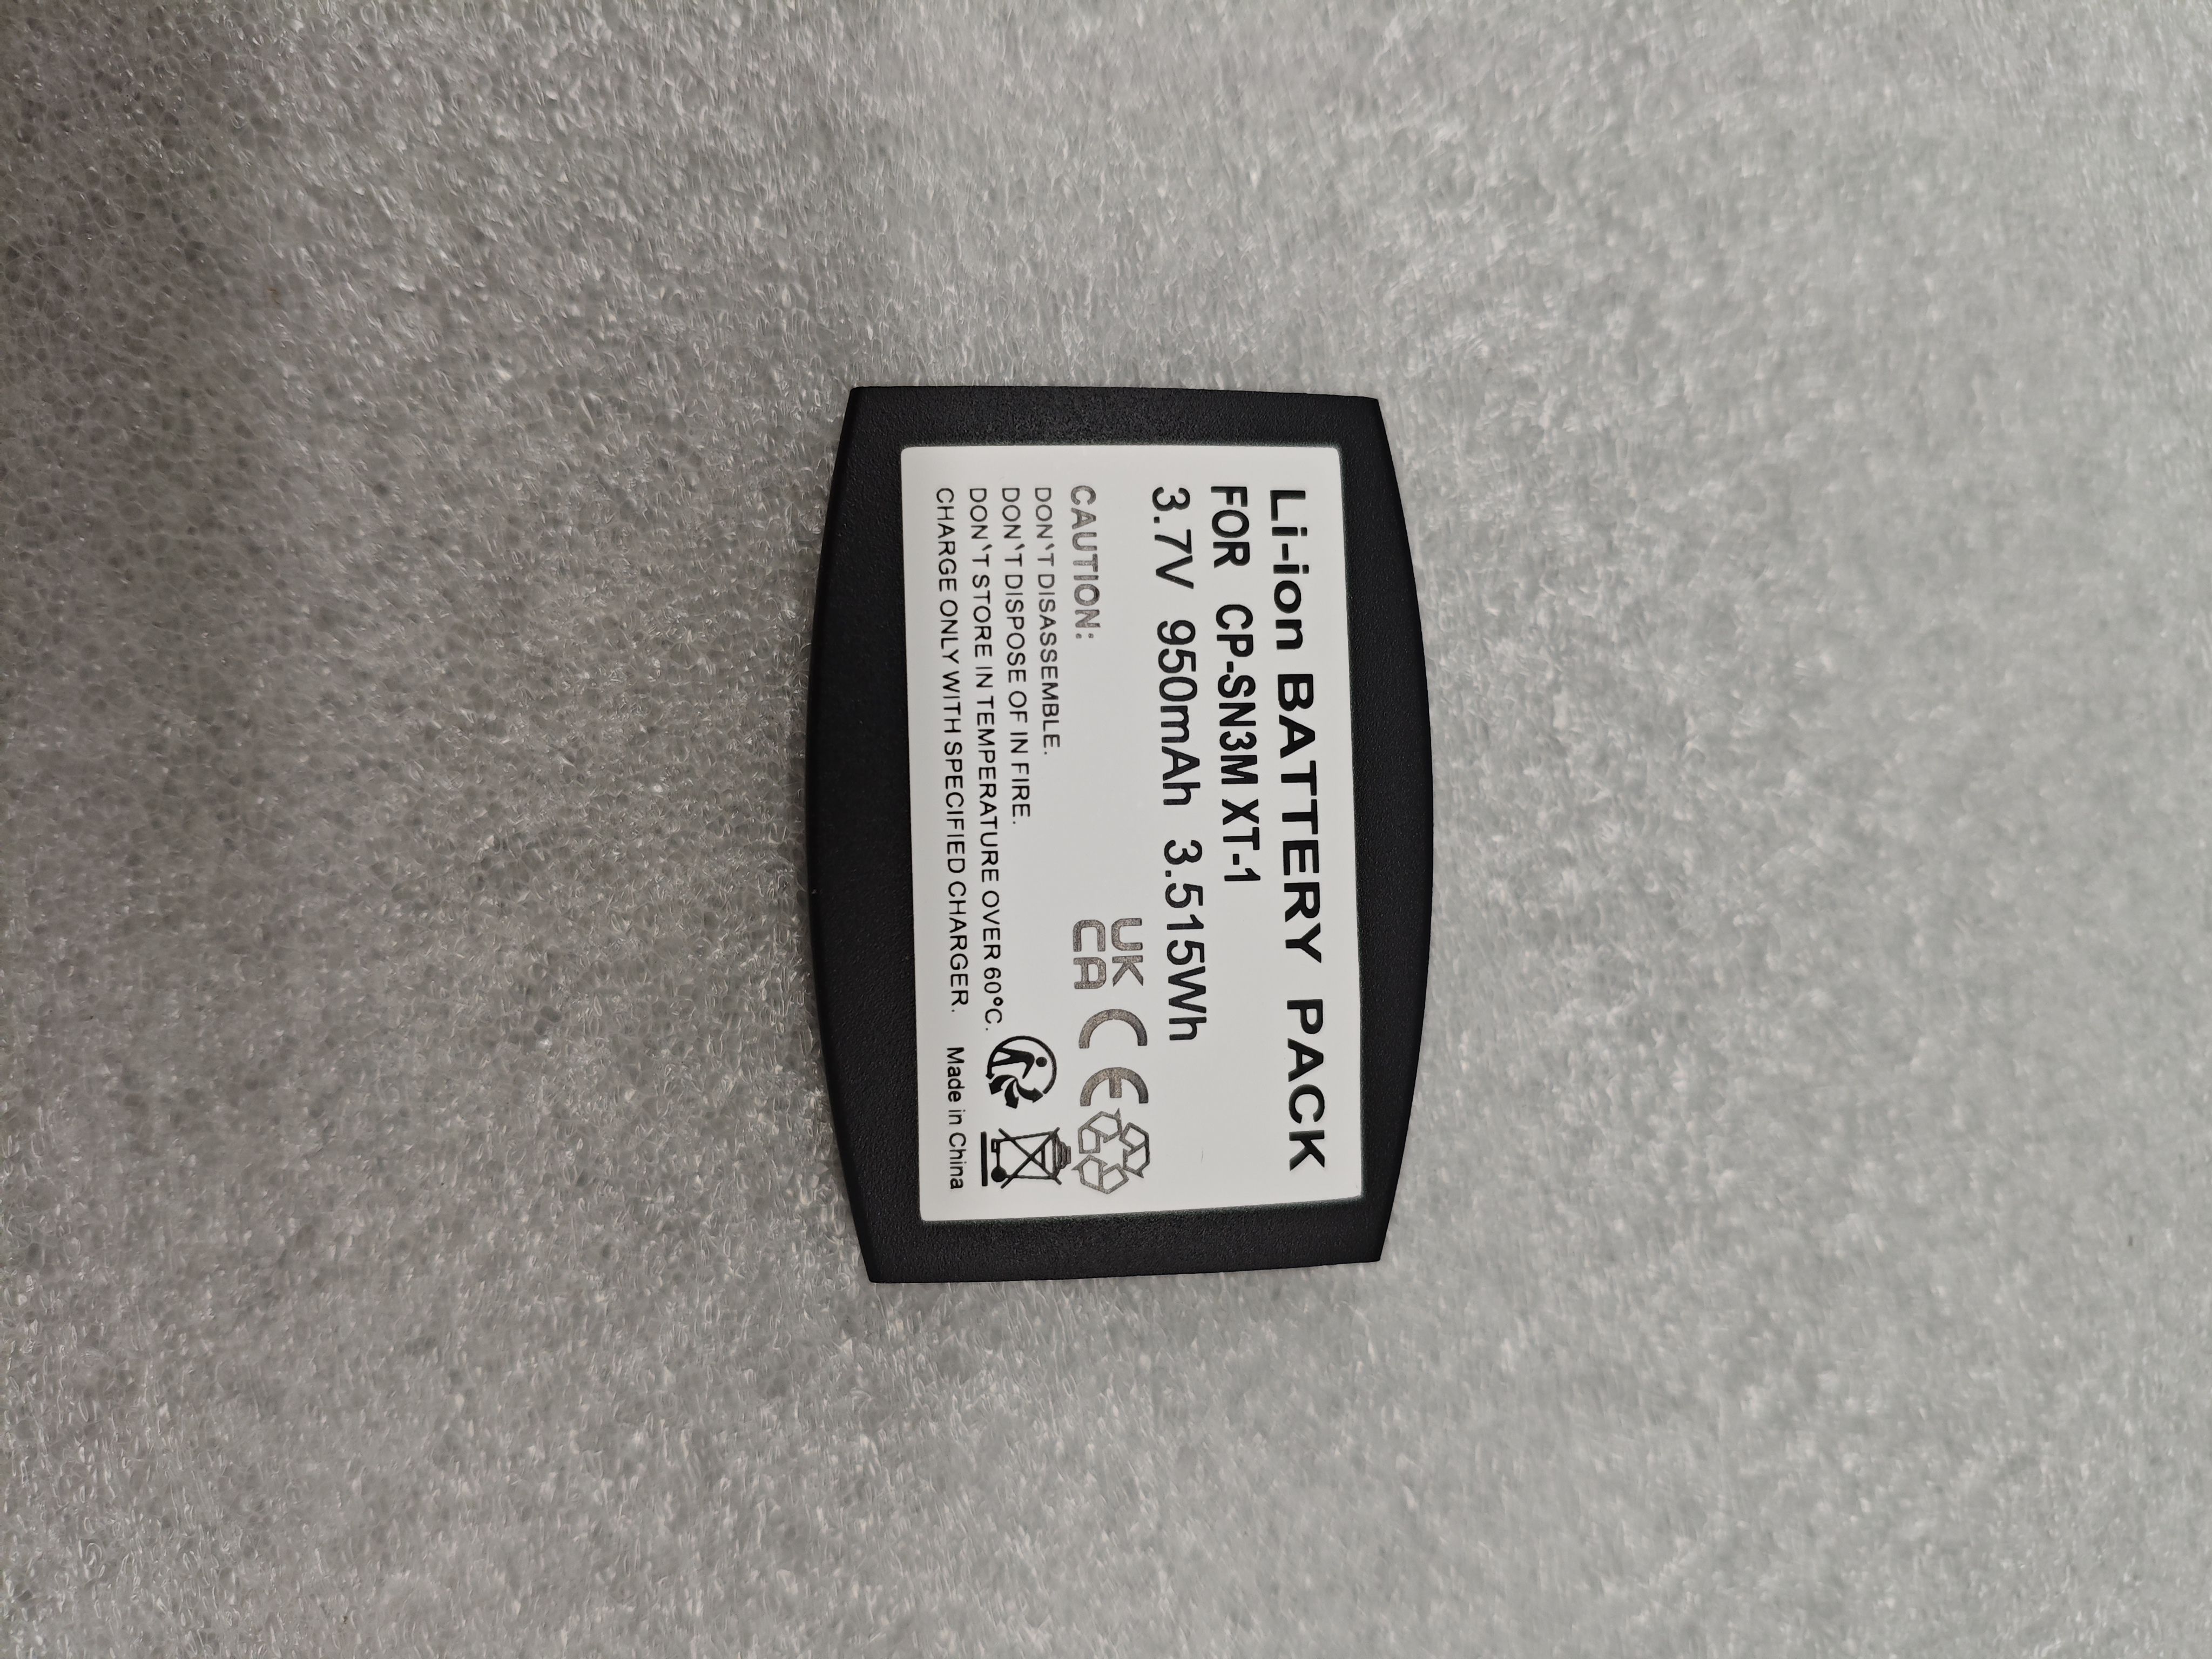 Li-ion BATTERY PACK
FOR CP-SN3M XT-1
3.7V 950mAh 3.515Wh
UK
CA CE
CAUTION:
DON'T DISASSEMBLE.
DON'T DISPOSE OF IN FIRE.
DON'T STORE IN TEMPERATURE OVER 60°C.
CHARGE ONLY WITH SPECIFIED CHARGER. Made in China